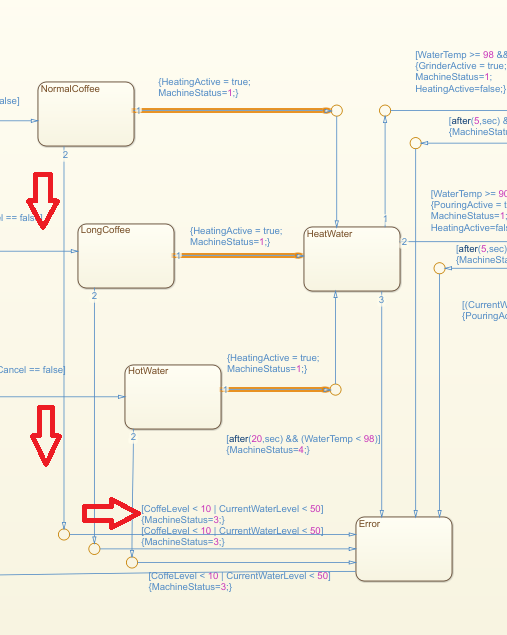 [WaterTemp >= 98 &&
{GrinderActive = true;
MachineStatus=1;
HeatingActive=false;}
NormalCoffee
{HeatingActive = true;
MachineStatus=1;}
1
alse]
[after(5,sec) &
{MachineStatu
2
[WaterTemp >= 90
{PouringActive = t
MachineStatus=1;
HeatingActive=fals
el == false]
1
LongCoffee
{HeatingActive = true;
MachineStatus=1;}
HeatWater
1
2
[after(5,sec)
{MachineSta
2
3
[(CurrentW
{PouringAc
Cancel == false]
HotWater
{HeatingActive = true;
MachineStatus=1;}
1
2
[after(20,sec) && (WaterTemp < 98)]
{MachineStatus=4;}
[CoffeLevel < 10 | CurrentWaterLevel < 50]
{MachineStatus=3;}
[CoffeLevel < 10 | CurrentWaterLevel < 50]
{MachineStatus=3;}
Error
[CoffeLevel < 10 | CurrentWaterLevel < 50]
{MachineStatus=3;}